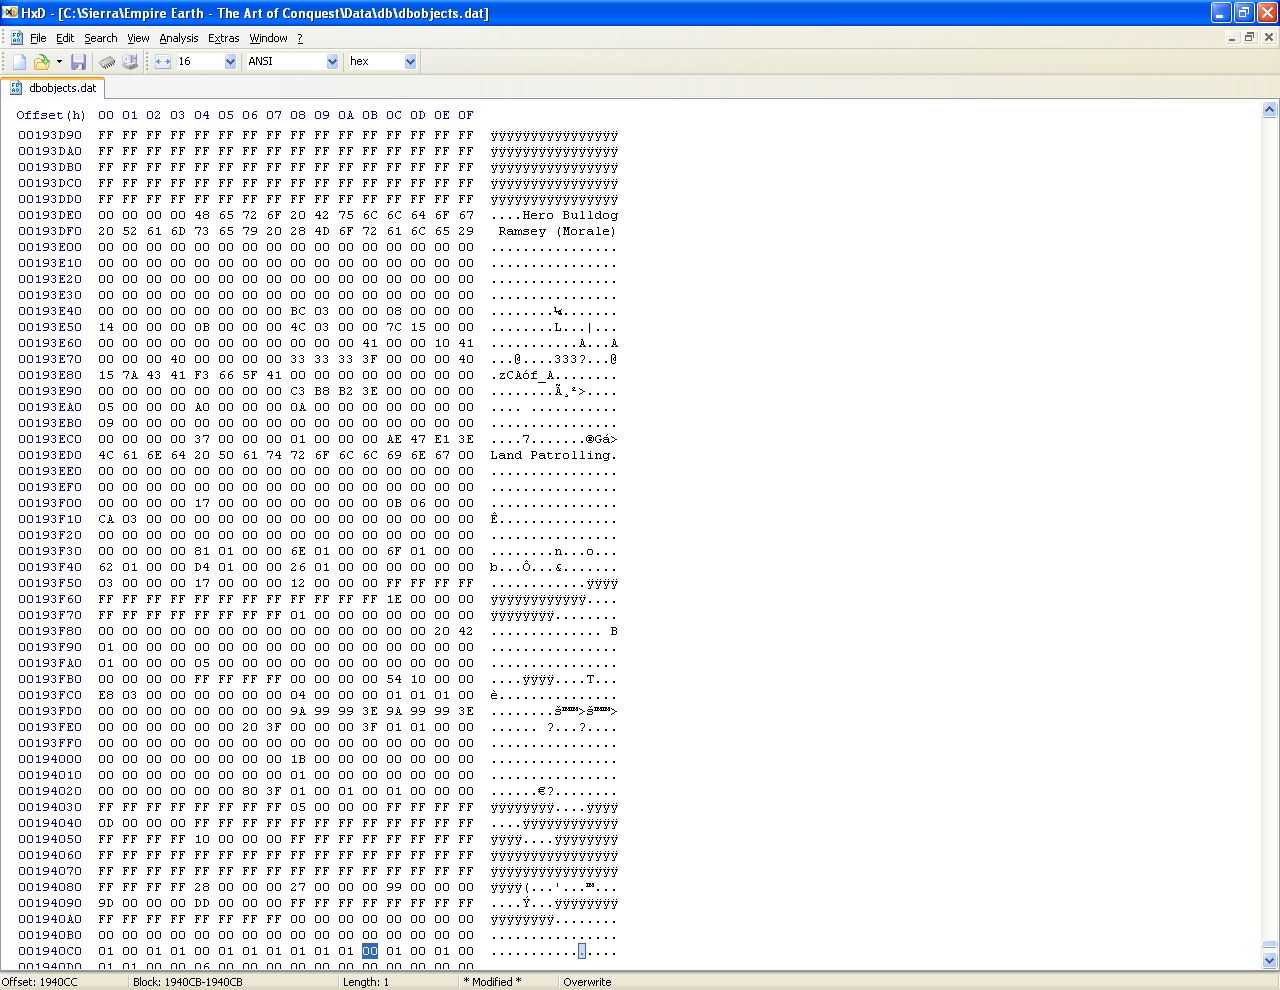 HxD - [C:\Sierra\Empire Earth - The Art of Conquest\Data\db\dbobjects.dat]
File Edit Search View Analysis Extras Window ?
16 ANSI hex
dbobjects.dat
Offset(h) 00 01 02 03 04 05 06 07 08 09 0A 0B 0C 0D 0E 0F
00193D90 FF FF FF FF FF FF FF FF FF FF FF FF FF FF FF FF ÿÿÿÿÿÿÿÿÿÿÿÿÿÿÿÿ
00193DA0 FF FF FF FF FF FF FF FF FF FF FF FF FF FF FF FF ÿÿÿÿÿÿÿÿÿÿÿÿÿÿÿÿ
00193DB0 FF FF FF FF FF FF FF FF FF FF FF FF FF FF FF FF ÿÿÿÿÿÿÿÿÿÿÿÿÿÿÿÿ
00193DC0 FF FF FF FF FF FF FF FF FF FF FF FF FF FF FF FF ÿÿÿÿÿÿÿÿÿÿÿÿÿÿÿÿ
00193DD0 FF FF FF FF FF FF FF FF FF FF FF FF FF FF FF FF ÿÿÿÿÿÿÿÿÿÿÿÿÿÿÿÿ
00193DE0 00 00 00 00 48 65 72 6F 20 42 75 6C 6C 64 6F 67 ....Hero Bulldog
00193DF0 20 52 61 6D 73 65 79 20 28 4D 6F 72 61 6C 65 29 Ramsey (Morale)
00193E00 00 00 00 00 00 00 00 00 00 00 00 00 00 00 00 00 ................
00193E10 00 00 00 00 00 00 00 00 00 00 00 00 00 00 00 00 ................
00193E20 00 00 00 00 00 00 00 00 00 00 00 00 00 00 00 00 ................
00193E30 00 00 00 00 00 00 00 00 00 00 00 00 00 00 00 00 ................
00193E40 00 00 00 00 00 00 00 00 BC 03 00 00 08 00 00 00 ........¼.......
00193E50 14 00 00 00 0B 00 00 00 4C 03 00 00 7C 15 00 00 ........L...|...
00193E60 00 00 00 00 00 00 00 00 00 00 00 41 00 00 10 41 ...........A...A
00193E70 00 00 00 40 00 00 00 00 33 33 33 3F 00 00 00 40 ...@....333?...@
00193E80 15 7A 43 41 F3 66 5F 41 00 00 00 00 00 00 00 00 .zCAóf_A........
00193E90 00 00 00 00 00 00 00 00 C3 B8 B2 3E 00 00 00 00 ........Ã¸²>....
00193EA0 05 00 00 00 A0 00 00 00 0A 00 00 00 00 00 00 00 .... ...........
00193EB0 09 00 00 00 00 00 00 00 00 00 00 00 00 00 00 00 ................
00193EC0 00 00 00 00 37 00 00 00 01 00 00 00 AE 47 E1 3E ....7.......®Gá>
00193ED0 4C 61 6E 64 20 50 61 74 72 6F 6C 6C 69 6E 67 00 Land Patrolling.
00193EE0 00 00 00 00 00 00 00 00 00 00 00 00 00 00 00 00 ................
00193EF0 00 00 00 00 00 00 00 00 00 00 00 00 00 00 00 00 ................
00193F00 00 00 00 00 17 00 00 00 00 00 00 00 0B 06 00 00 ................
00193F10 CA 03 00 00 00 00 00 00 00 00 00 00 00 00 00 00 Ê...............
00193F20 00 00 00 00 00 00 00 00 00 00 00 00 00 00 00 00 ................
00193F30 00 00 00 00 81 01 00 00 6E 01 00 00 6F 01 00 00 ........n...o...
00193F40 62 01 00 00 D4 01 00 00 26 01 00 00 00 00 00 00 b...Ô...&.......
00193F50 03 00 00 00 17 00 00 00 12 00 00 00 FF FF FF FF ............ÿÿÿÿ
00193F60 FF FF FF FF FF FF FF FF FF FF FF FF 1E 00 00 00 ÿÿÿÿÿÿÿÿÿÿÿÿ....
00193F70 FF FF FF FF FF FF FF FF 01 00 00 00 00 00 00 00 ÿÿÿÿÿÿÿÿ........
00193F80 00 00 00 00 00 00 00 00 00 00 00 00 00 00 20 42 .............. B
00193F90 01 00 00 00 00 00 00 00 00 00 00 00 00 00 00 00 ................
00193FA0 01 00 00 00 05 00 00 00 00 00 00 00 00 00 00 00 ................
00193FB0 00 00 00 00 FF FF FF FF 00 00 00 00 54 10 00 00 ....ÿÿÿÿ....T...
00193FC0 E8 03 00 00 00 00 00 00 04 00 00 00 01 01 01 00 è...............
00193FD0 00 00 00 00 00 00 00 00 9A 99 99 3E 9A 99 99 3E ........š™™>š™™>
00193FE0 00 00 00 00 00 00 20 3F 00 00 00 3F 01 01 00 00 ...... ?...?....
00193FF0 00 00 00 00 00 00 00 00 00 00 00 00 00 00 00 00 ................
00194000 00 00 00 00 00 00 00 00 1B 00 00 00 00 00 00 00 ................
00194010 00 00 00 00 00 00 00 00 01 00 00 00 00 00 00 00 ................
00194020 00 00 00 00 00 00 80 3F 01 00 01 00 01 00 00 00 ......€?........
00194030 FF FF FF FF FF FF FF FF 05 00 00 00 FF FF FF FF ÿÿÿÿÿÿÿÿ....ÿÿÿÿ
00194040 0D 00 00 00 FF FF FF FF FF FF FF FF FF FF FF FF ....ÿÿÿÿÿÿÿÿÿÿÿÿ
00194050 FF FF FF FF 10 00 00 00 FF FF FF FF FF FF FF FF ÿÿÿÿ....ÿÿÿÿÿÿÿÿ
00194060 FF FF FF FF FF FF FF FF FF FF FF FF FF FF FF FF ÿÿÿÿÿÿÿÿÿÿÿÿÿÿÿÿ
00194070 FF FF FF FF FF FF FF FF FF FF FF FF FF FF FF FF ÿÿÿÿÿÿÿÿÿÿÿÿÿÿÿÿ
00194080 FF FF FF FF 28 00 00 00 27 00 00 00 99 00 00 00 ÿÿÿÿ(...'...™...
00194090 9D 00 00 00 DD 00 00 00 FF FF FF FF FF FF FF FF ....Ý...ÿÿÿÿÿÿÿÿ
001940A0 FF FF FF FF FF FF FF FF 00 00 00 00 00 00 00 00 ÿÿÿÿÿÿÿÿ........
001940B0 00 00 00 00 00 00 00 00 00 00 00 00 00 00 00 00 ................
001940C0 01 00 01 01 00 01 01 01 01 01 01 00 01 00 01 00 ................
001940D0 01 01 00 00 06 00 00 00 00 00 00 00 00 00 00 00 ................
Offset: 1940CC Block: 1940CB-1940CB Length: 1 * Modified * Overwrite